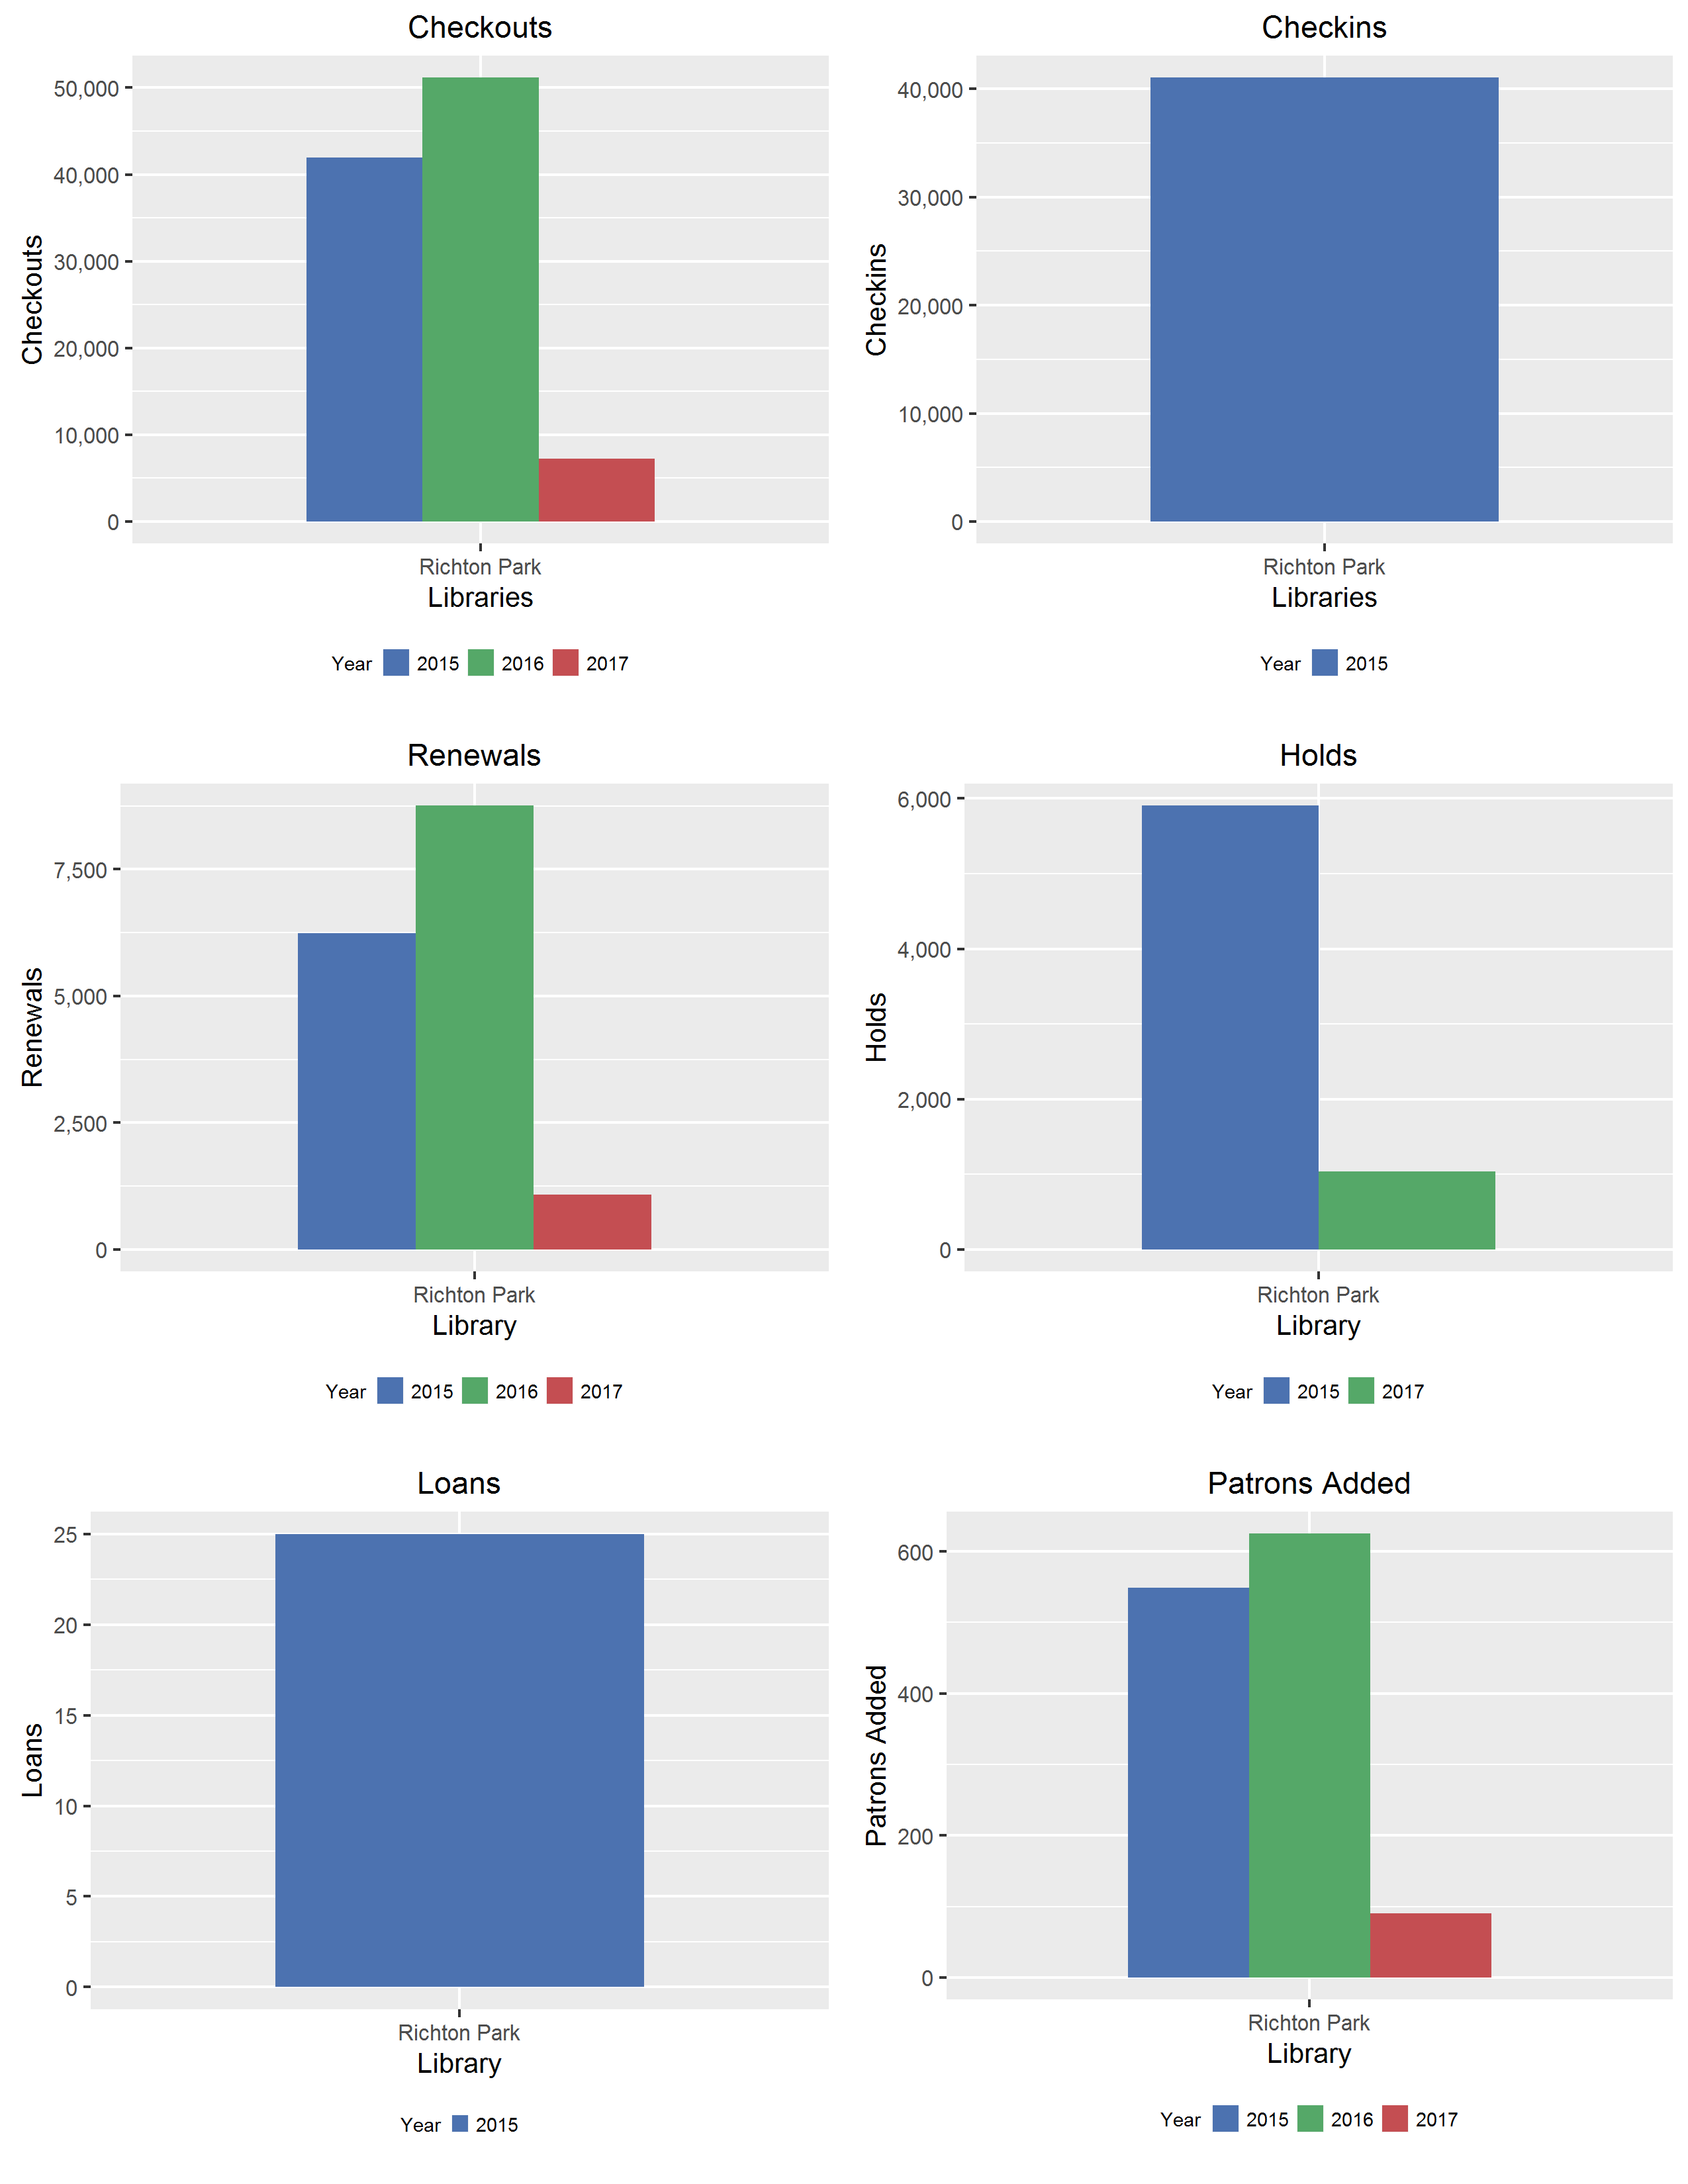 Checkouts
50,000
40,000
30,000
20,000
10,000
0
Checkouts
Richton Park
Libraries
Year 2015 2016 2017
Checkins
40,000
30,000
20,000
10,000
0
Checkins
Richton Park
Libraries
Year 2015
Renewals
7,500
5,000
2,500
0
Renewals
Richton Park
Library
Year 2015 2016 2017
Holds
6,000
4,000
2,000
0
Holds
Richton Park
Library
Year 2015 2017
Loans
25
20
15
10
5
0
Loans
Richton Park
Library
Year 2015
Patrons Added
600
400
200
0
Patrons Added
Richton Park
Library
Year 2015 2016 2017